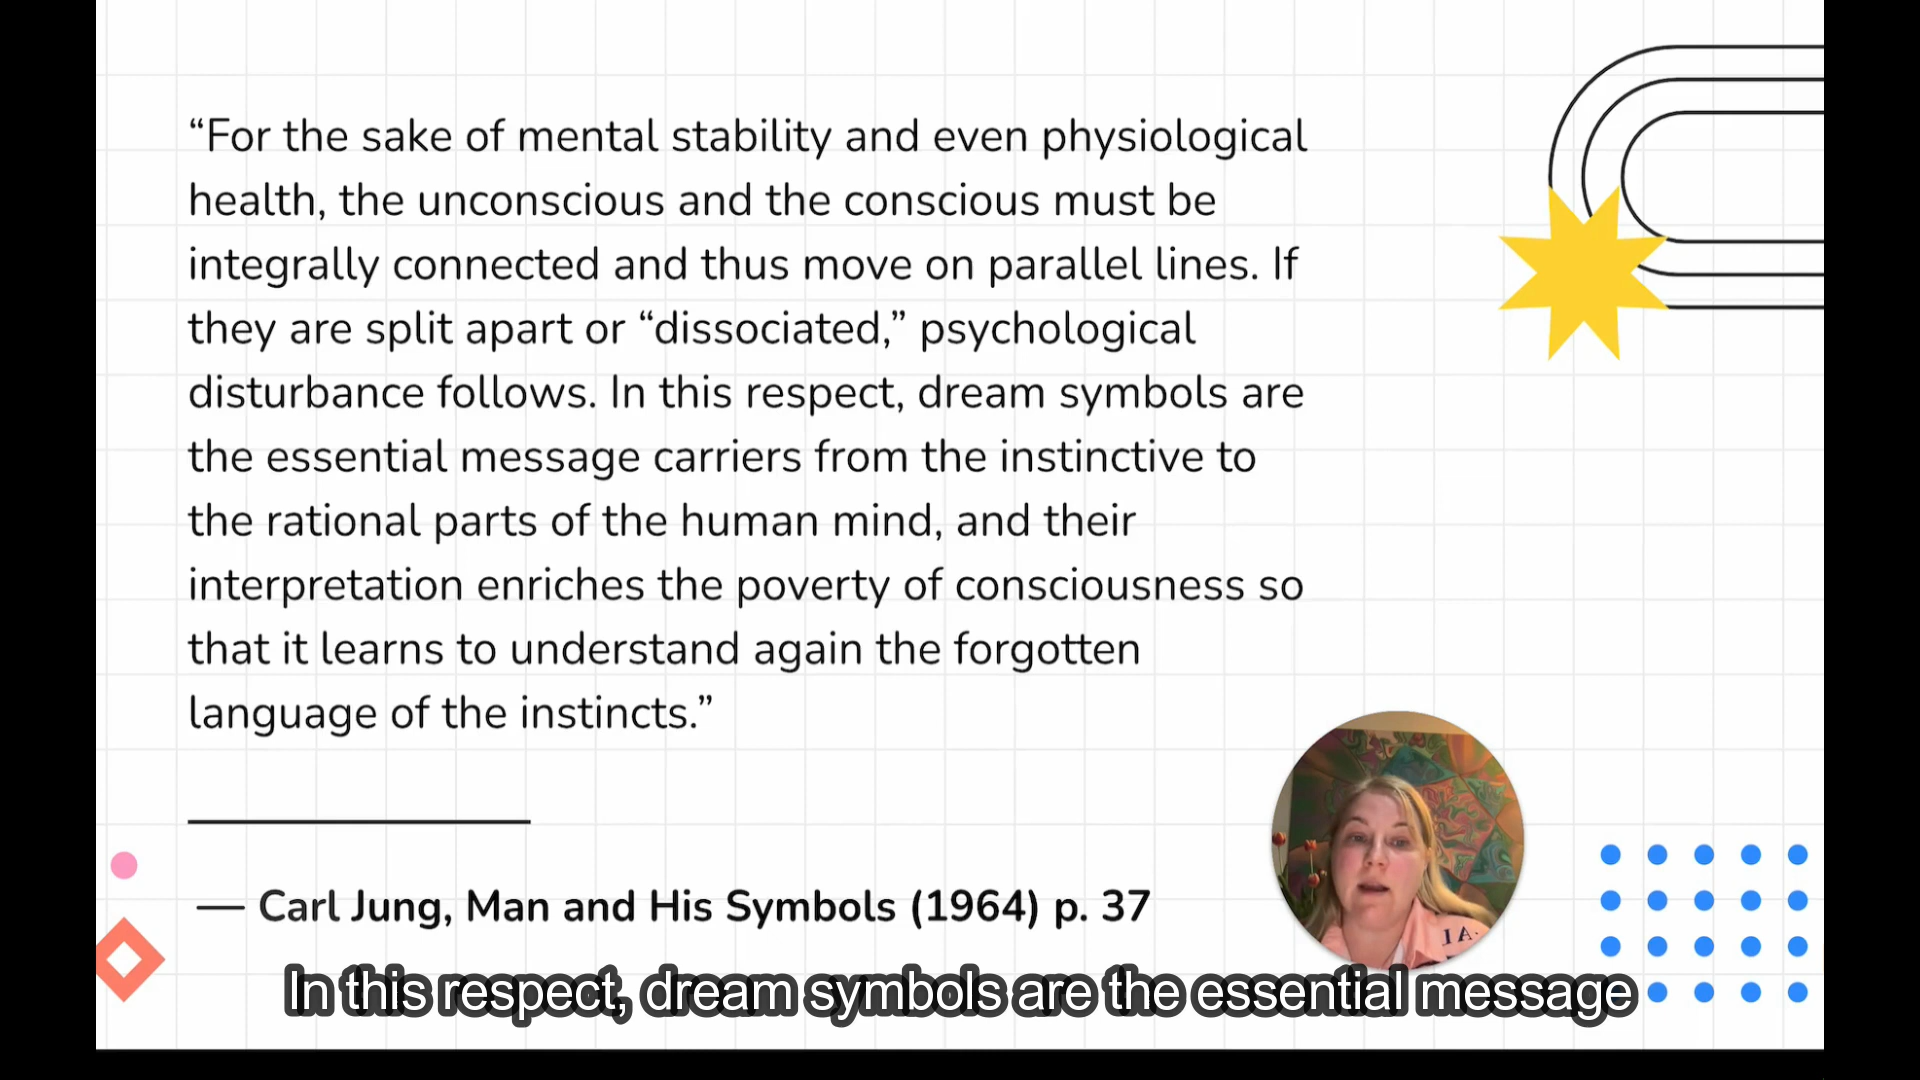 “For the sake of mental stability and even physiological
health, the unconscious and the conscious must be
integrally connected and thus move on parallel lines. If
they are split apart or “dissociated,” psychological
disturbance follows. In this respect, dream symbols are
the essential message carriers from the instinctive to
the rational parts of the human mind, and their
interpretation enriches the poverty of consciousness so
that it learns to understand again the forgotten
language of the instincts.”
— Carl Jung, Man and His Symbols (1964) p. 37
In this respect, dream symbols are the essential message